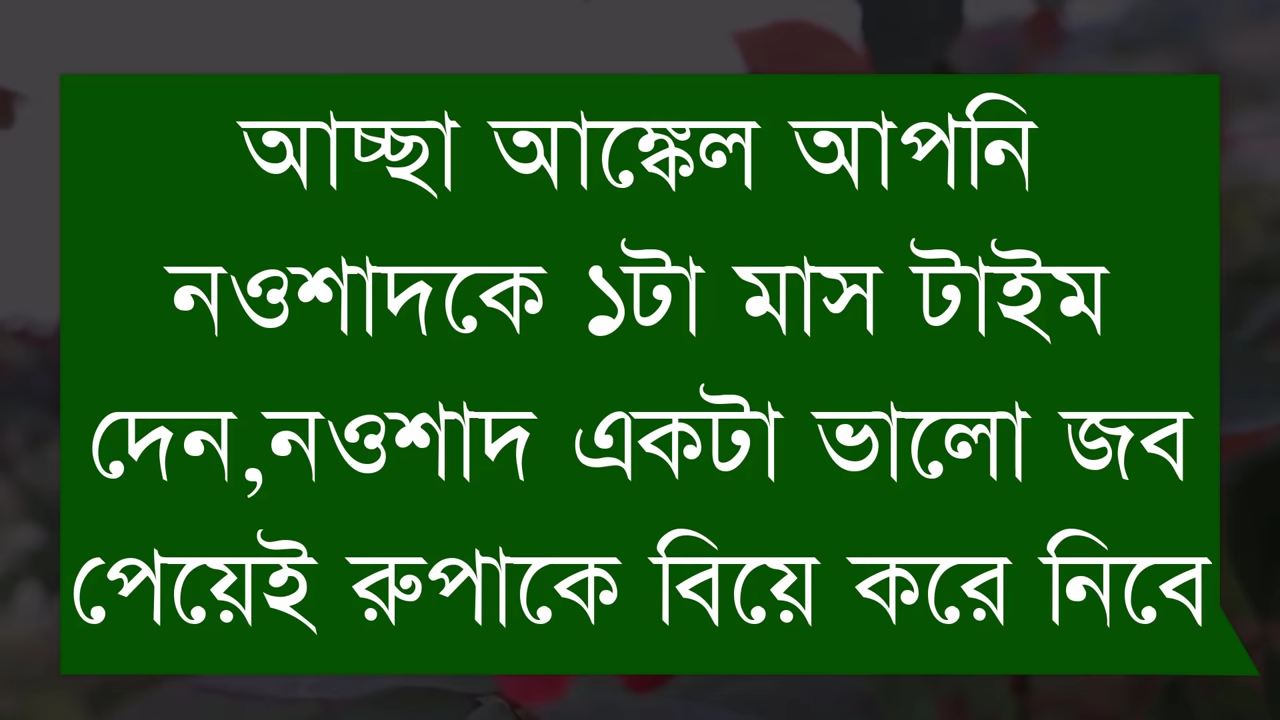 আচ্ছা আঙ্কেল আপনি
নওশাদকে ১টা মাস টাইম
দেন,নওশাদ একটা ভালো জব
পেয়েই রুপাকে বিয়ে করে নিবে